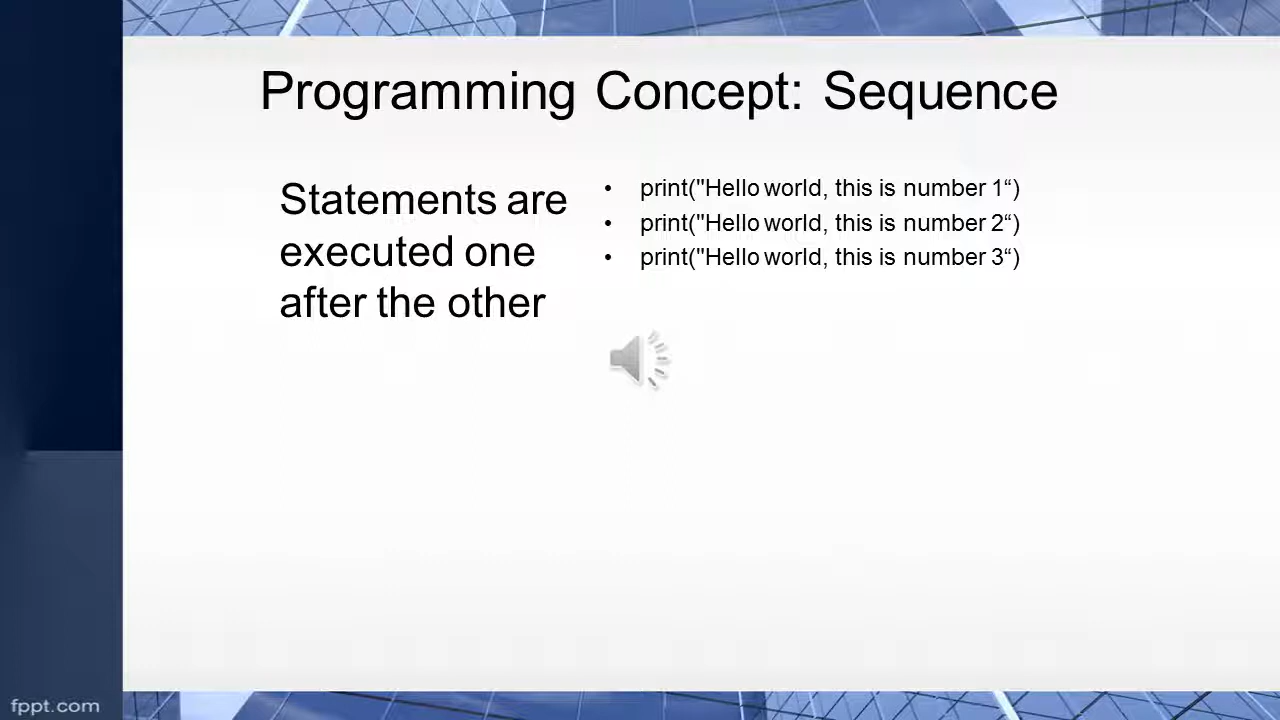 Programming Concept: Sequence
Statements are
executed one
after the other
• print("Hello world, this is number 1“)
• print("Hello world, this is number 2“)
• print("Hello world, this is number 3“)
fppt.com